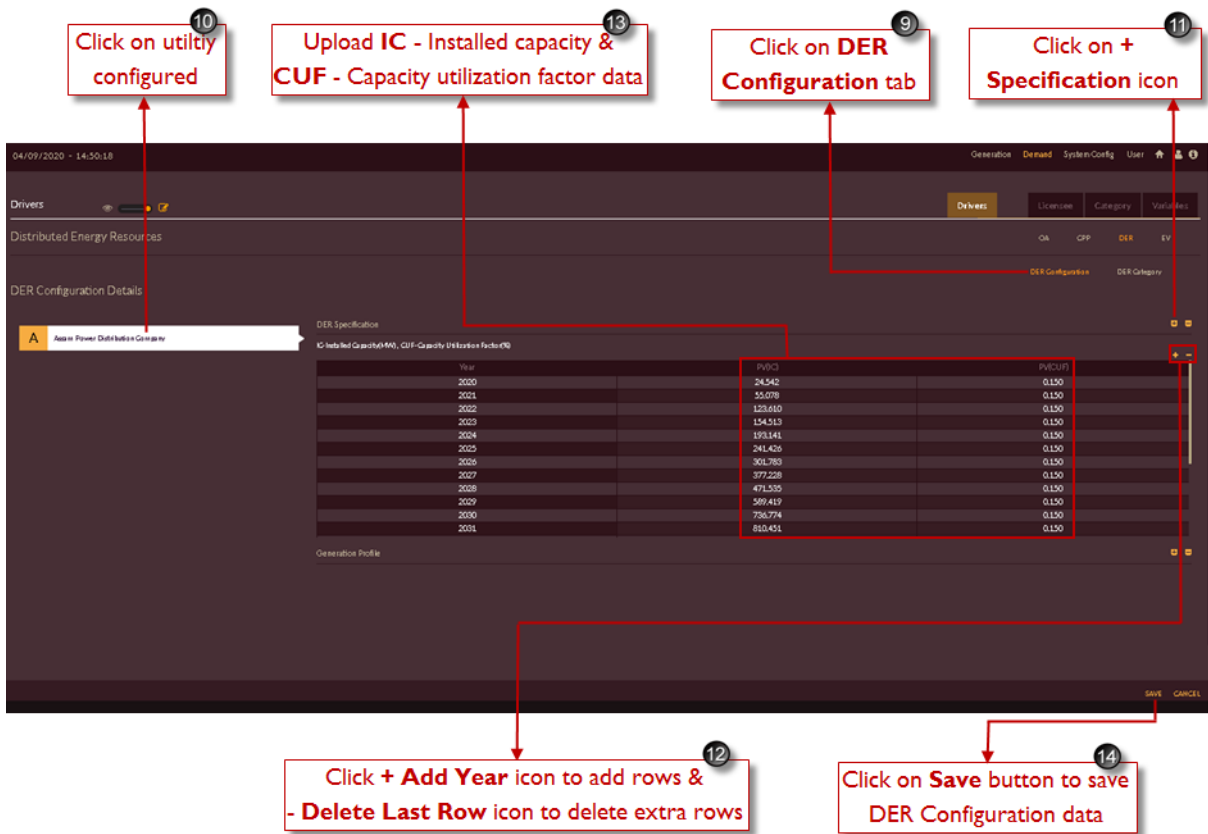 10
Click on utiltiy
configured
13
Upload IC - Installed capacity &
CUF - Capacity utilization factor data
9
Click on DER
Configuration tab
11
Click on +
Specification icon
04/09/2020 - 14:50:18
Generation Demand System Config User
Drivers
Drivers Licensee Category Variables
Distributed Energy Resources
OA CPP DER EV
DER Configuration DER Category
DER Configuration Details
A Assam Power Distribution Company
DER Specification
IC-Installed Capacity(MW), CUF-Capacity Utilization Factor(%)
+ -
Year PV(IC) PV(CUF)
2020 24.542 0.150
2021 55.078 0.150
2022 123.610 0.150
2023 154.513 0.150
2024 193.141 0.150
2025 241.426 0.150
2026 301.783 0.150
2027 377.228 0.150
2028 471.535 0.150
2029 589.419 0.150
2030 736.774 0.150
2031 810.451 0.150
Generation Profile
SAVE CANCEL
12
Click + Add Year icon to add rows &
- Delete Last Row icon to delete extra rows
14
Click on Save button to save
DER Configuration data